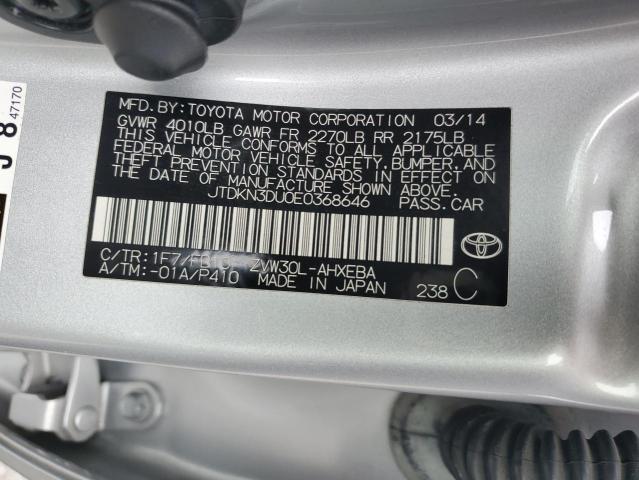 MFD. BY: TOYOTA MOTOR CORPORATION 03/14
GVWR 4010LB GAWR FR 2270LB RR 2175LB
THIS VEHICLE CONFORMS TO ALL APPLICABLE
FEDERAL MOTOR VEHICLE SAFETY, BUMPER, AND
THEFT PREVENTION STANDARDS IN EFFECT ON
THE DATE OF MANUFACTURE SHOWN ABOVE.
JTDKN3DU0E0368646 PASS.CAR
C/TR: 1F7/FB10 ZVW30L-AHXEBA
A/TM: -01A/P410 MADE IN JAPAN
238 C
47170
8